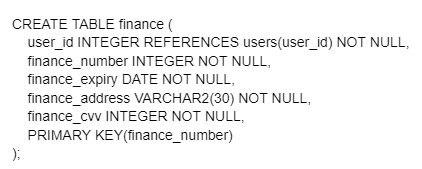 CREATE TABLE finance (
user_id INTEGER REFERENCES users(user_id) NOT NULL,
finance_number INTEGER NOT NULL,
finance_expiry DATE NOT NULL,
finance_address VARCHAR2(30) NOT NULL,
finance_cvv INTEGER NOT NULL,
PRIMARY KEY(finance_number)
);